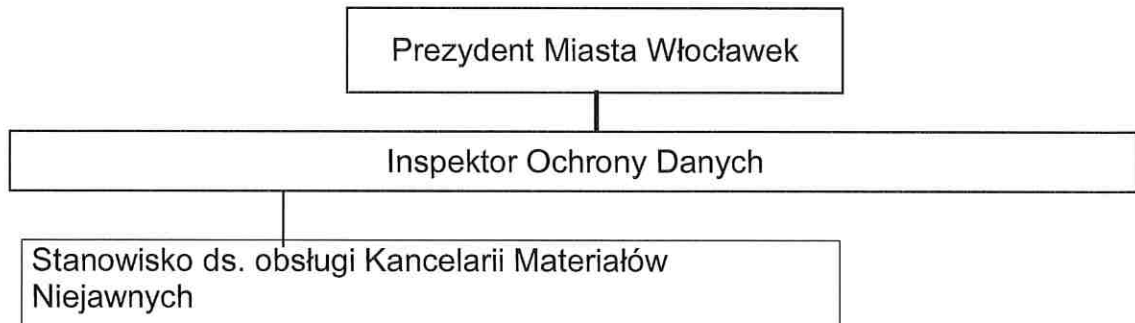 Prezydent Miasta Włocławek
Inspektor Ochrony Danych
Stanowisko ds. obsługi Kancelarii Materiałów
Niejawnych